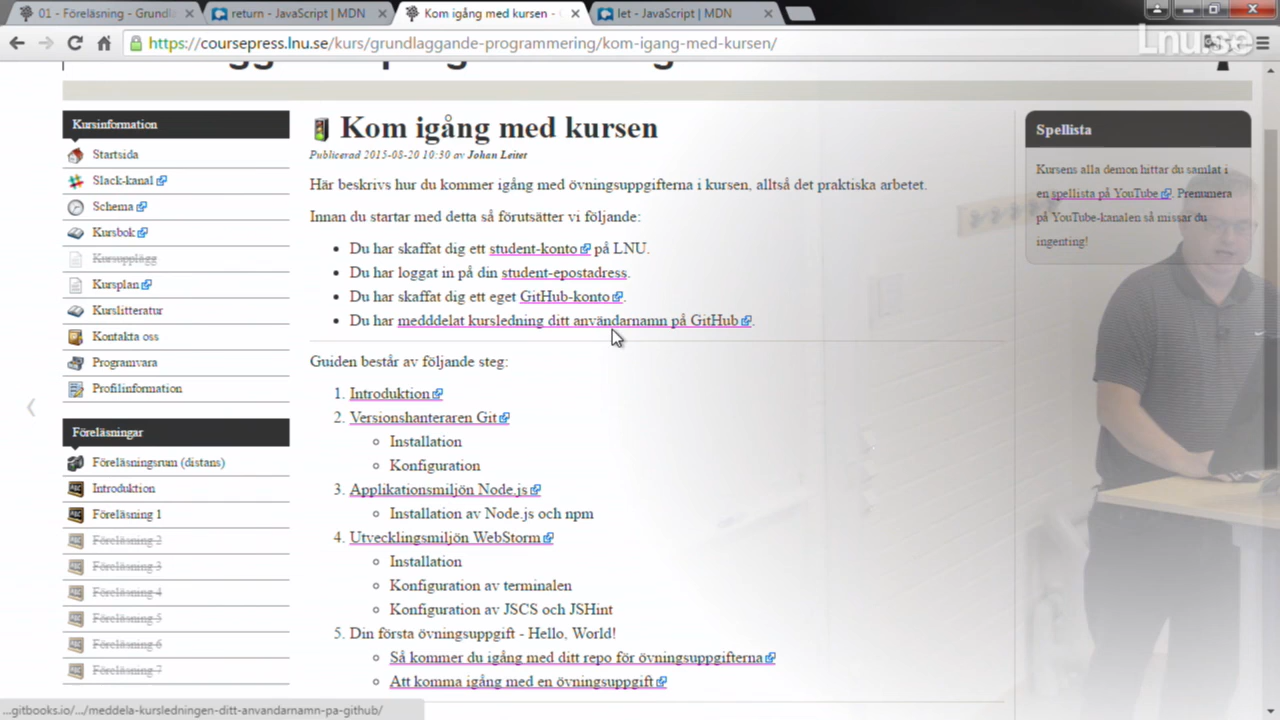 01 - Föreläsning - Grundl
return - JavaScript | MDN
Kom igång med kursen -
let - JavaScript | MDN
https://coursepress.lnu.se/kurs/grundlaggande-programmering/kom-igang-med-kursen/
Lnu.se
Kursinformation
Startsida
Slack-kanal
Schema
Kursbok
Kursupplägg
Kursplan
Kurslitteratur
Kontakta oss
Programvara
Profilinformation
Föreläsningar
Föreläsningsrum (distans)
Introduktion
Föreläsning 1
Föreläsning 2
Föreläsning 3
Föreläsning 4
Föreläsning 5
Föreläsning 6
Föreläsning 7
Kom igång med kursen
Publicerad 2015-08-20 10:30 av Johan Leitet
Här beskrivs hur du kommer igång med övningsuppgifterna i kursen, alltså det praktiska arbetet.
Innan du startar med detta så förutsätter vi följande:
Du har skaffat dig ett student-konto på LNU.
Du har loggat in på din student-epostadress.
Du har skaffat dig ett eget GitHub-konto.
Du har medddelat kursledning ditt användarnamn på GitHub.
Guiden består av följande steg:
1. Introduktion
2. Versionshanteraren Git
Installation
Konfiguration
3. Applikationsmiljön Node.js
Installation av Node.js och npm
4. Utvecklingsmiljön WebStorm
Installation
Konfiguration av terminalen
Konfiguration av JSCS och JSHint
5. Din första övningsuppgift - Hello, World!
Så kommer du igång med ditt repo för övningsuppgifterna
Att komma igång med en övningsuppgift
Spellista
Kursens alla demon hittar du samlat i
en spellista på YouTube. Prenumera
på YouTube-kanalen så missar du
ingenting!
...gitbooks.io/.../meddela-kursledningen-ditt-anvandarnamn-pa-github/